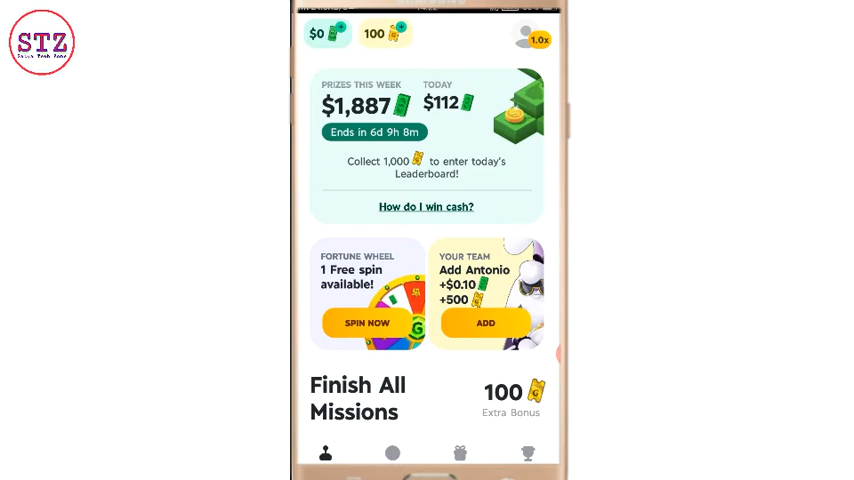 STZ
$0
100
1.0x
PRIZES THIS WEEK
TODAY
$1,887
$112
Ends in 6d 9h 8m
Collect 1,000 to enter today's
Leaderboard!
How do I win cash?
FORTUNE WHEEL
1 Free spin
available!
SPIN NOW
G
YOUR TEAM
Add Antonio
+$0.10
+500
ADD
Finish All
Missions
100
G
Extra Bonus